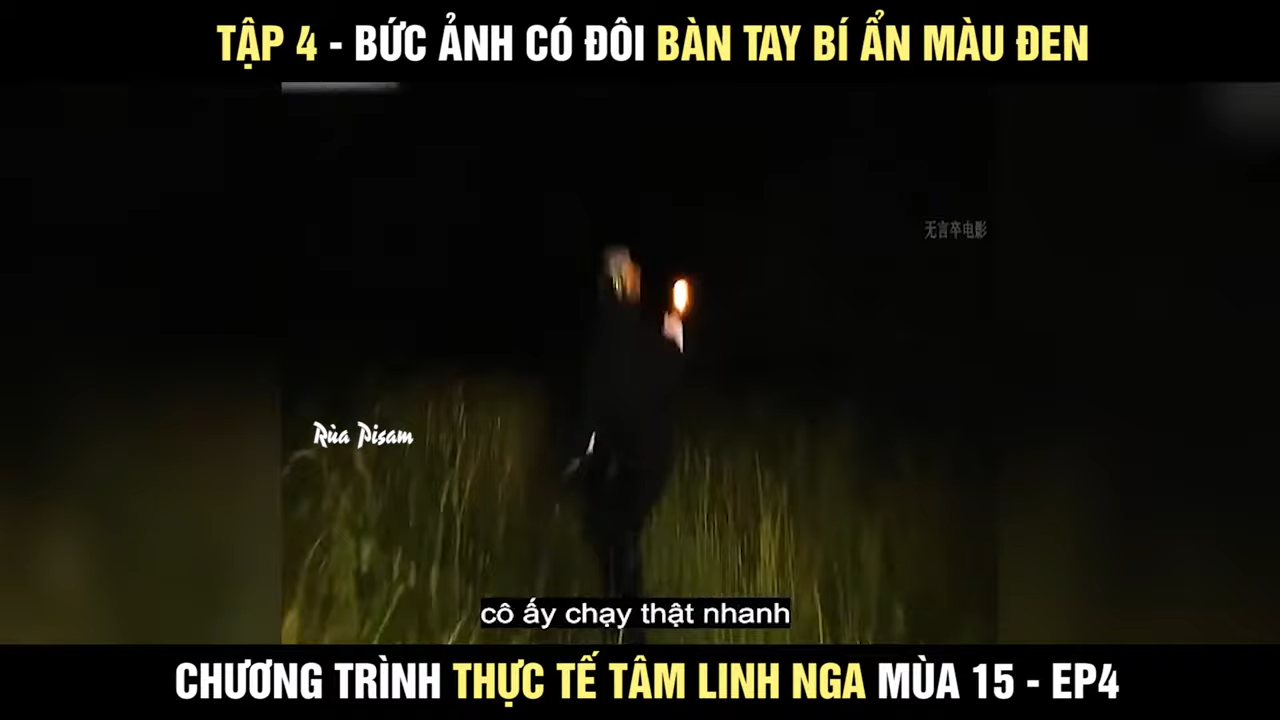 TẬP 4 - BỨC ẢNH CÓ ĐÔI BÀN TAY BÍ ẨN MÀU ĐEN
无言卒电影
Rùa Pisam
cô ấy chạy thật nhanh
CHƯƠNG TRÌNH THỰC TẾ TÂM LINH NGA MÙA 15 - EP4